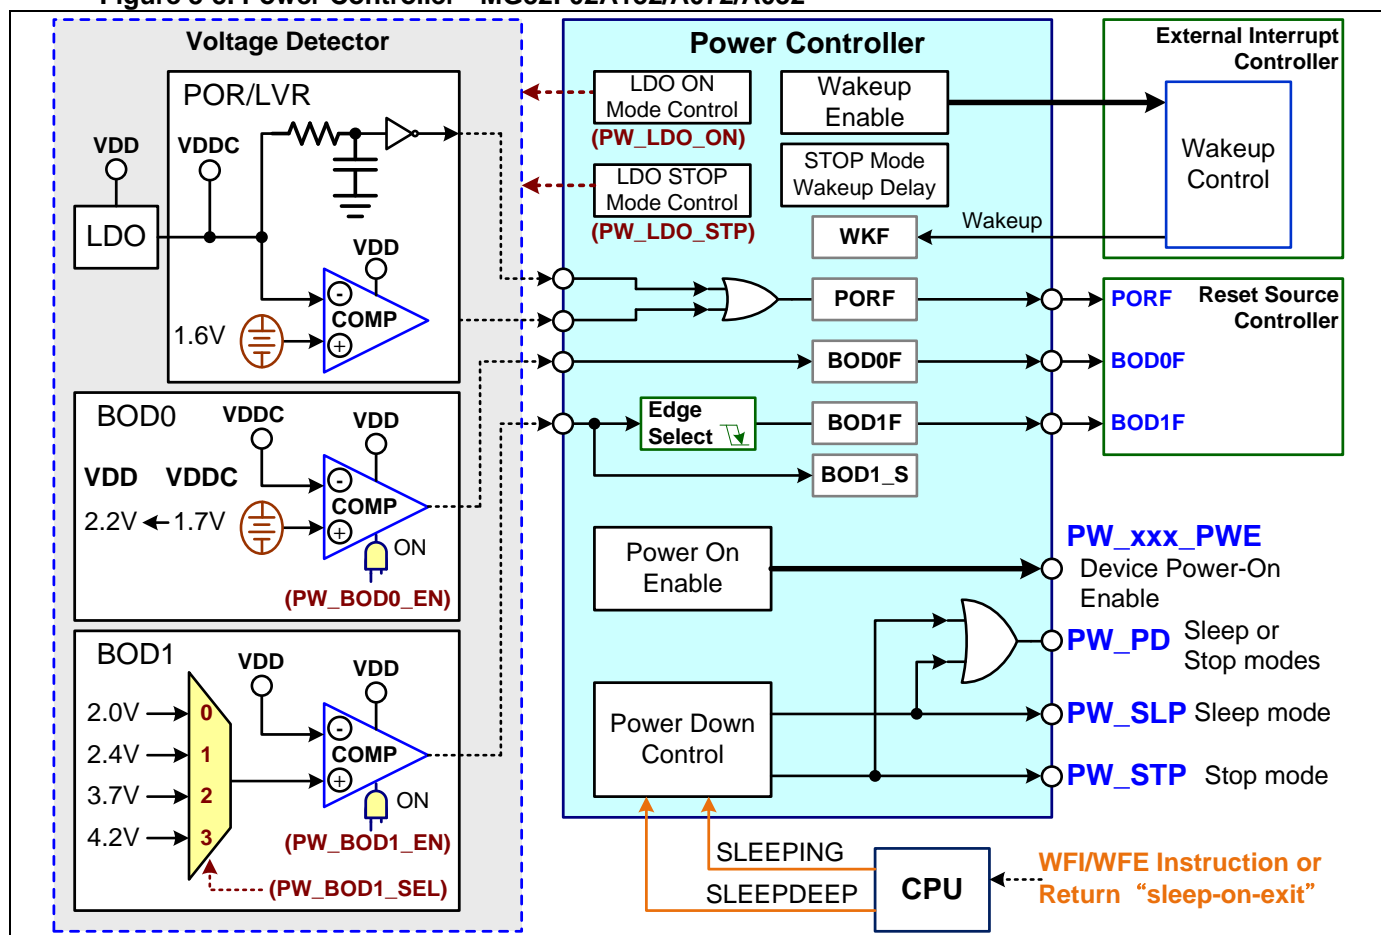 Voltage Detector
POR/LVR
VDD
VDDC
LDO
VDD
COMP
1.6V
BOD0
VDDC
VDD
VDD VDDC
2.2V 1.7V
COMP
ON
(PW_BOD0_EN)
BOD1
VDD
VDD
2.0V 0
2.4V 1
3.7V 2
4.2V 3
COMP
ON
(PW_BOD1_EN)
(PW_BOD1_SEL)
Power Controller
LDO ON
Mode Control
(PW_LDO_ON)
LDO STOP
Mode Control
(PW_LDO_STP)
Wakeup
Enable
STOP Mode
Wakeup Delay
WKF
Wakeup
PORF
BOD0F
Edge
Select
BOD1F
BOD1_S
Power On
Enable
Power Down
Control
External Interrupt
Controller
Wakeup
Control
Reset Source
Controller
PORF
BOD0F
BOD1F
PW_xxx_PWE
Device Power-On
Enable
PW_PD Sleep or
Stop modes
PW_SLP Sleep mode
PW_STP Stop mode
SLEEPING
SLEEPDEEP
CPU
WFI/WFE Instruction or
Return “sleep-on-exit”